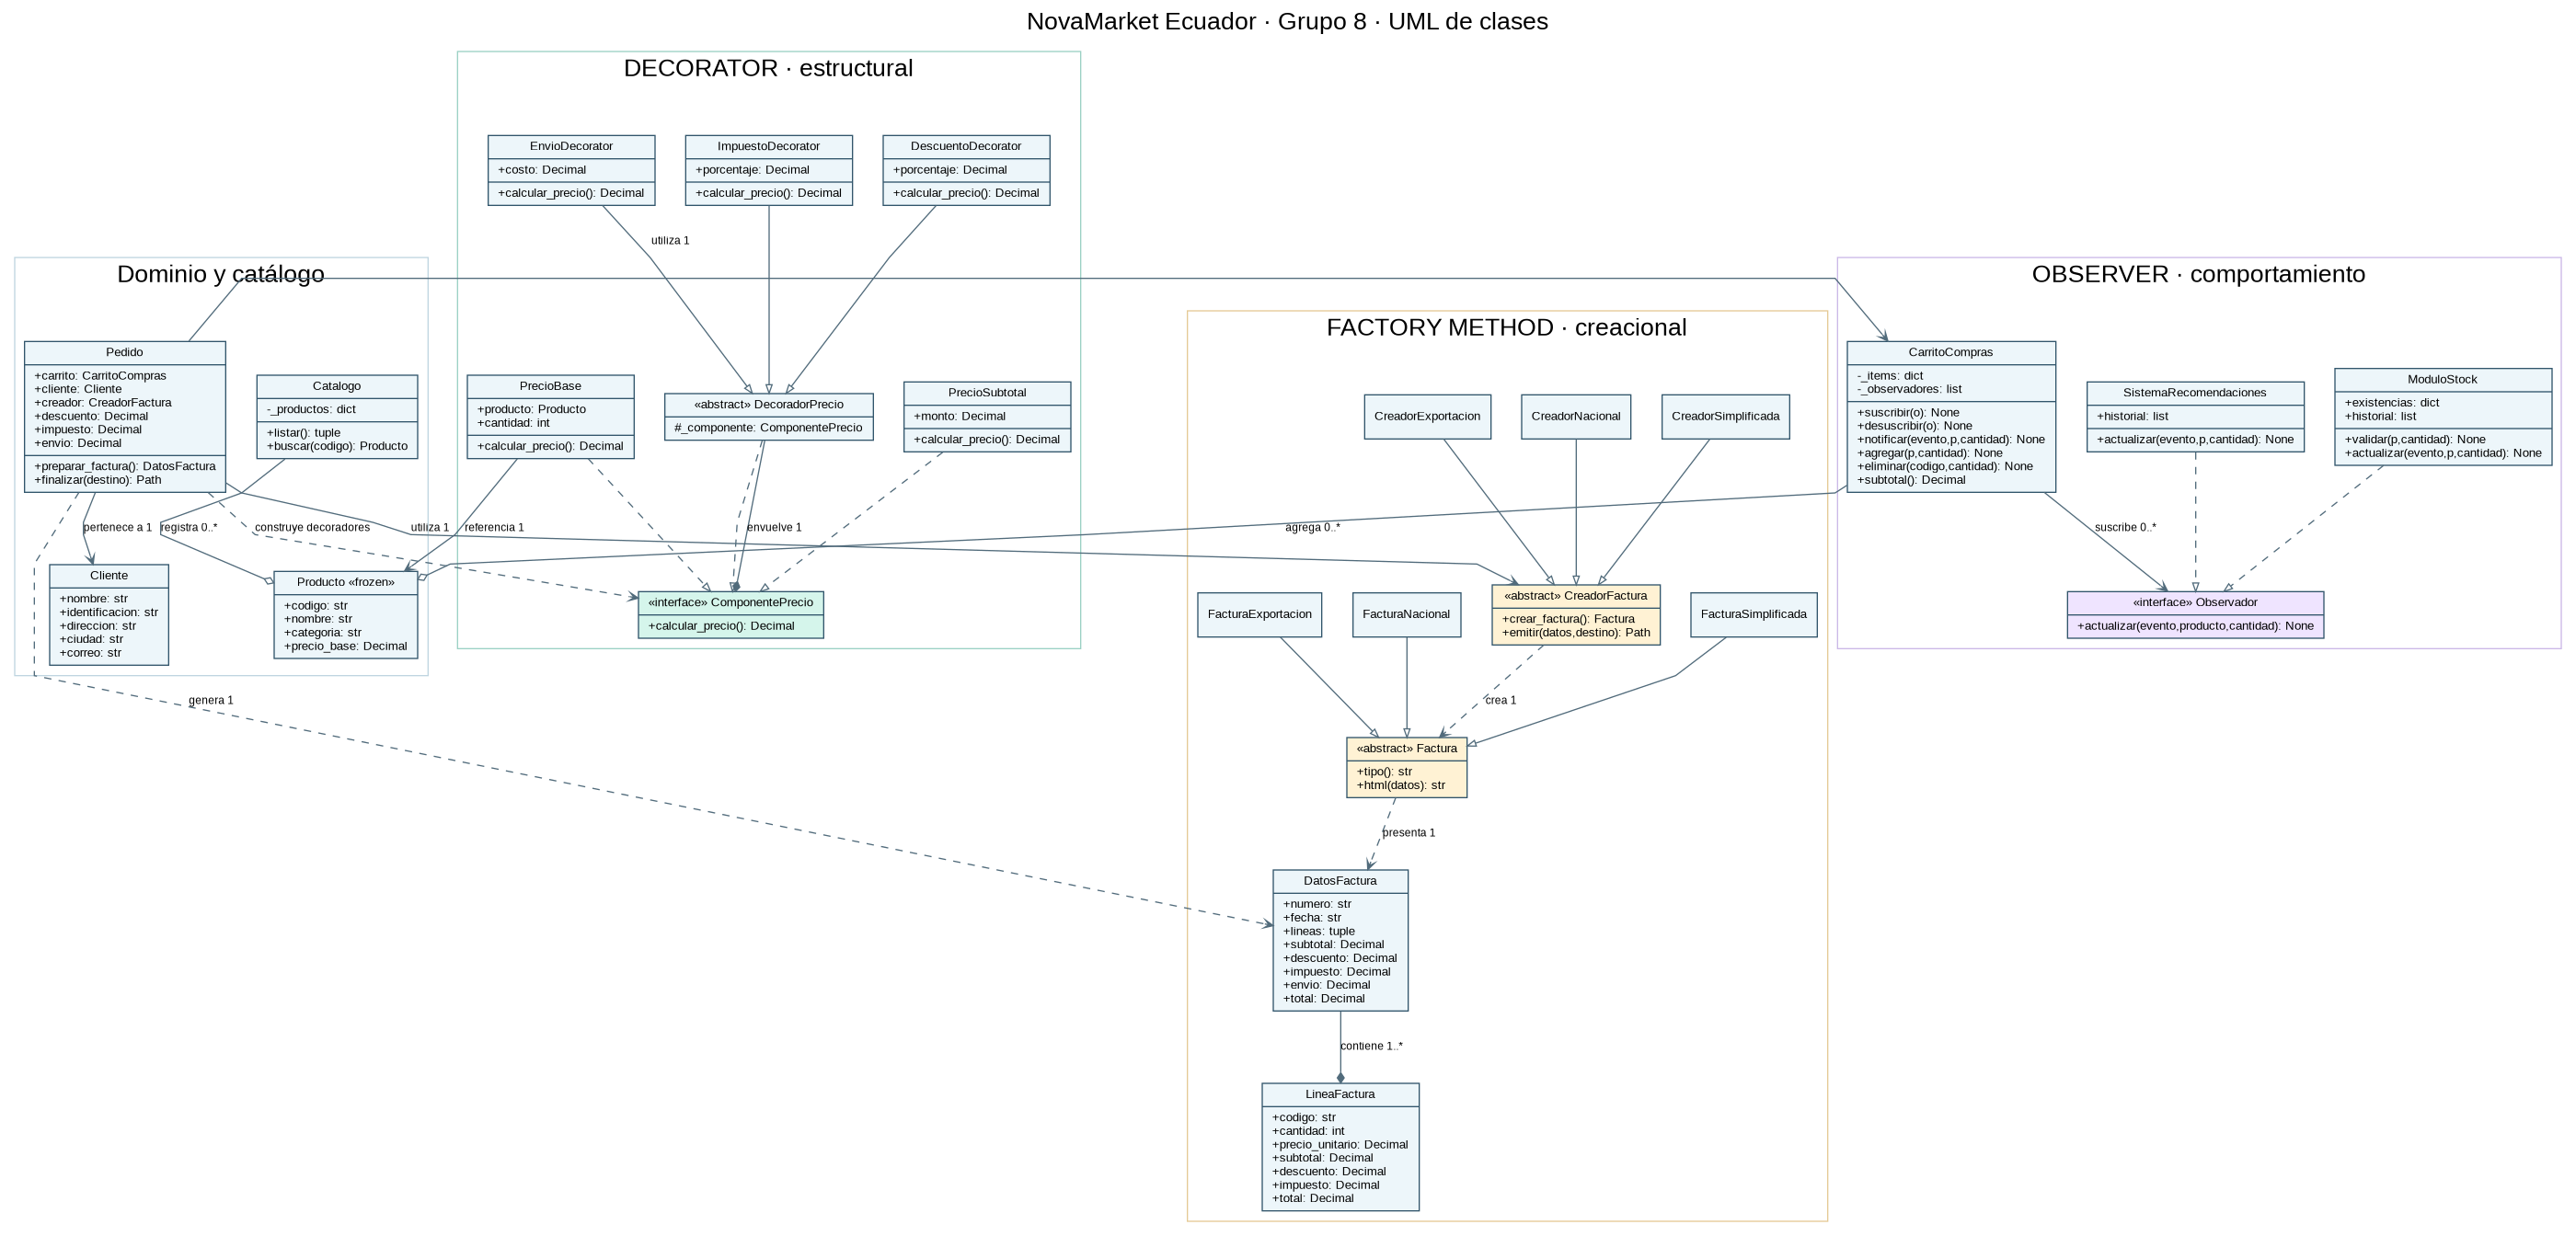 NovaMarket Ecuador · Grupo 8 · UML de clases
DECORATOR · estructural
EnvioDecorator
+costo: Decimal
+calcular_precio(): Decimal
ImpuestoDecorator
+porcentaje: Decimal
+calcular_precio(): Decimal
DescuentoDecorator
+porcentaje: Decimal
+calcular_precio(): Decimal
utiliza 1
Dominio y catálogo
Pedido
+carrito: CarritoCompras
+cliente: Cliente
+creador: CreadorFactura
+descuento: Decimal
+impuesto: Decimal
+envio: Decimal
+preparar_factura(): DatosFactura
+finalizar(destino): Path
Catalogo
-_productos: dict
+listar(): tuple
+buscar(codigo): Producto
PrecioBase
+producto: Producto
+cantidad: int
+calcular_precio(): Decimal
«abstract» DecoradorPrecio
#_componente: ComponentePrecio
PrecioSubtotal
+monto: Decimal
+calcular_precio(): Decimal
pertenece a 1
registra 0..*
construye decoradores
utiliza 1
referencia 1
envuelve 1
Cliente
+nombre: str
+identificacion: str
+direccion: str
+ciudad: str
+correo: str
Producto «frozen»
+codigo: str
+nombre: str
+categoria: str
+precio_base: Decimal
«interface» ComponentePrecio
+calcular_precio(): Decimal
genera 1
FACTORY METHOD · creacional
CreadorExportacion
CreadorNacional
CreadorSimplificada
agrega 0..*
FacturaExportacion
FacturaNacional
«abstract» CreadorFactura
+crear_factura(): Factura
+emitir(datos,destino): Path
FacturaSimplificada
crea 1
«abstract» Factura
+tipo(): str
+html(datos): str
presenta 1
DatosFactura
+numero: str
+fecha: str
+lineas: tuple
+subtotal: Decimal
+descuento: Decimal
+impuesto: Decimal
+envio: Decimal
+total: Decimal
contiene 1..*
LineaFactura
+codigo: str
+cantidad: int
+precio_unitario: Decimal
+subtotal: Decimal
+descuento: Decimal
+impuesto: Decimal
+total: Decimal
OBSERVER · comportamiento
CarritoCompras
-_items: dict
-_observadores: list
+suscribir(o): None
+desuscribir(o): None
+notificar(evento,p,cantidad): None
+agregar(p,cantidad): None
+eliminar(codigo,cantidad): None
+subtotal(): Decimal
SistemaRecomendaciones
+historial: list
+actualizar(evento,p,cantidad): None
ModuloStock
+existencias: dict
+historial: list
+validar(p,cantidad): None
+actualizar(evento,p,cantidad): None
suscribe 0..*
«interface» Observador
+actualizar(evento,producto,cantidad): None